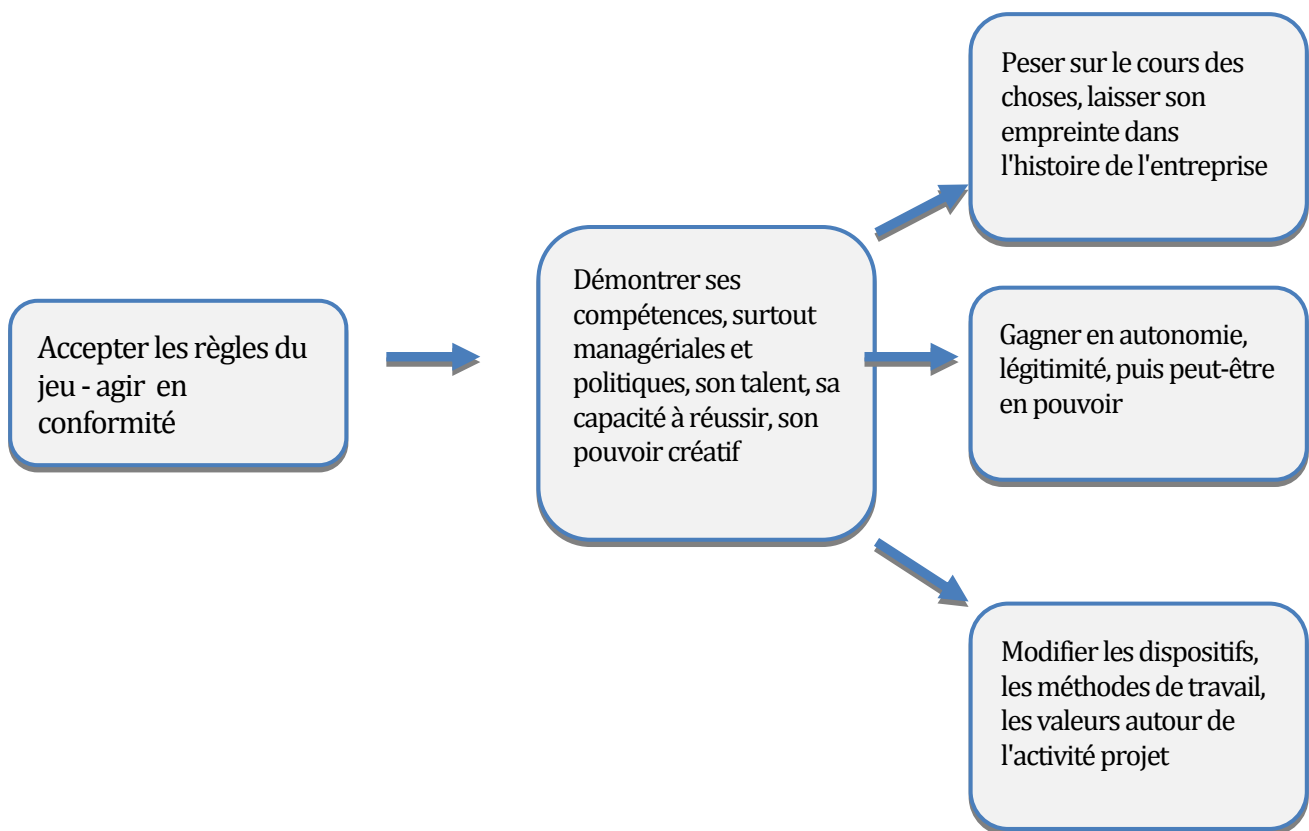 Accepter les règles du
jeu - agir en
conformité
Démontrer ses
compétences, surtout
managériales et
politiques, son talent, sa
capacité à réussir, son
pouvoir créatif
Peser sur le cours des
choses, laisser son
empreinte dans
l'histoire de l'entreprise
Gagner en autonomie,
légitimité, puis peut-être
en pouvoir
Modifier les dispositifs,
les méthodes de travail,
les valeurs autour de
l'activité projet